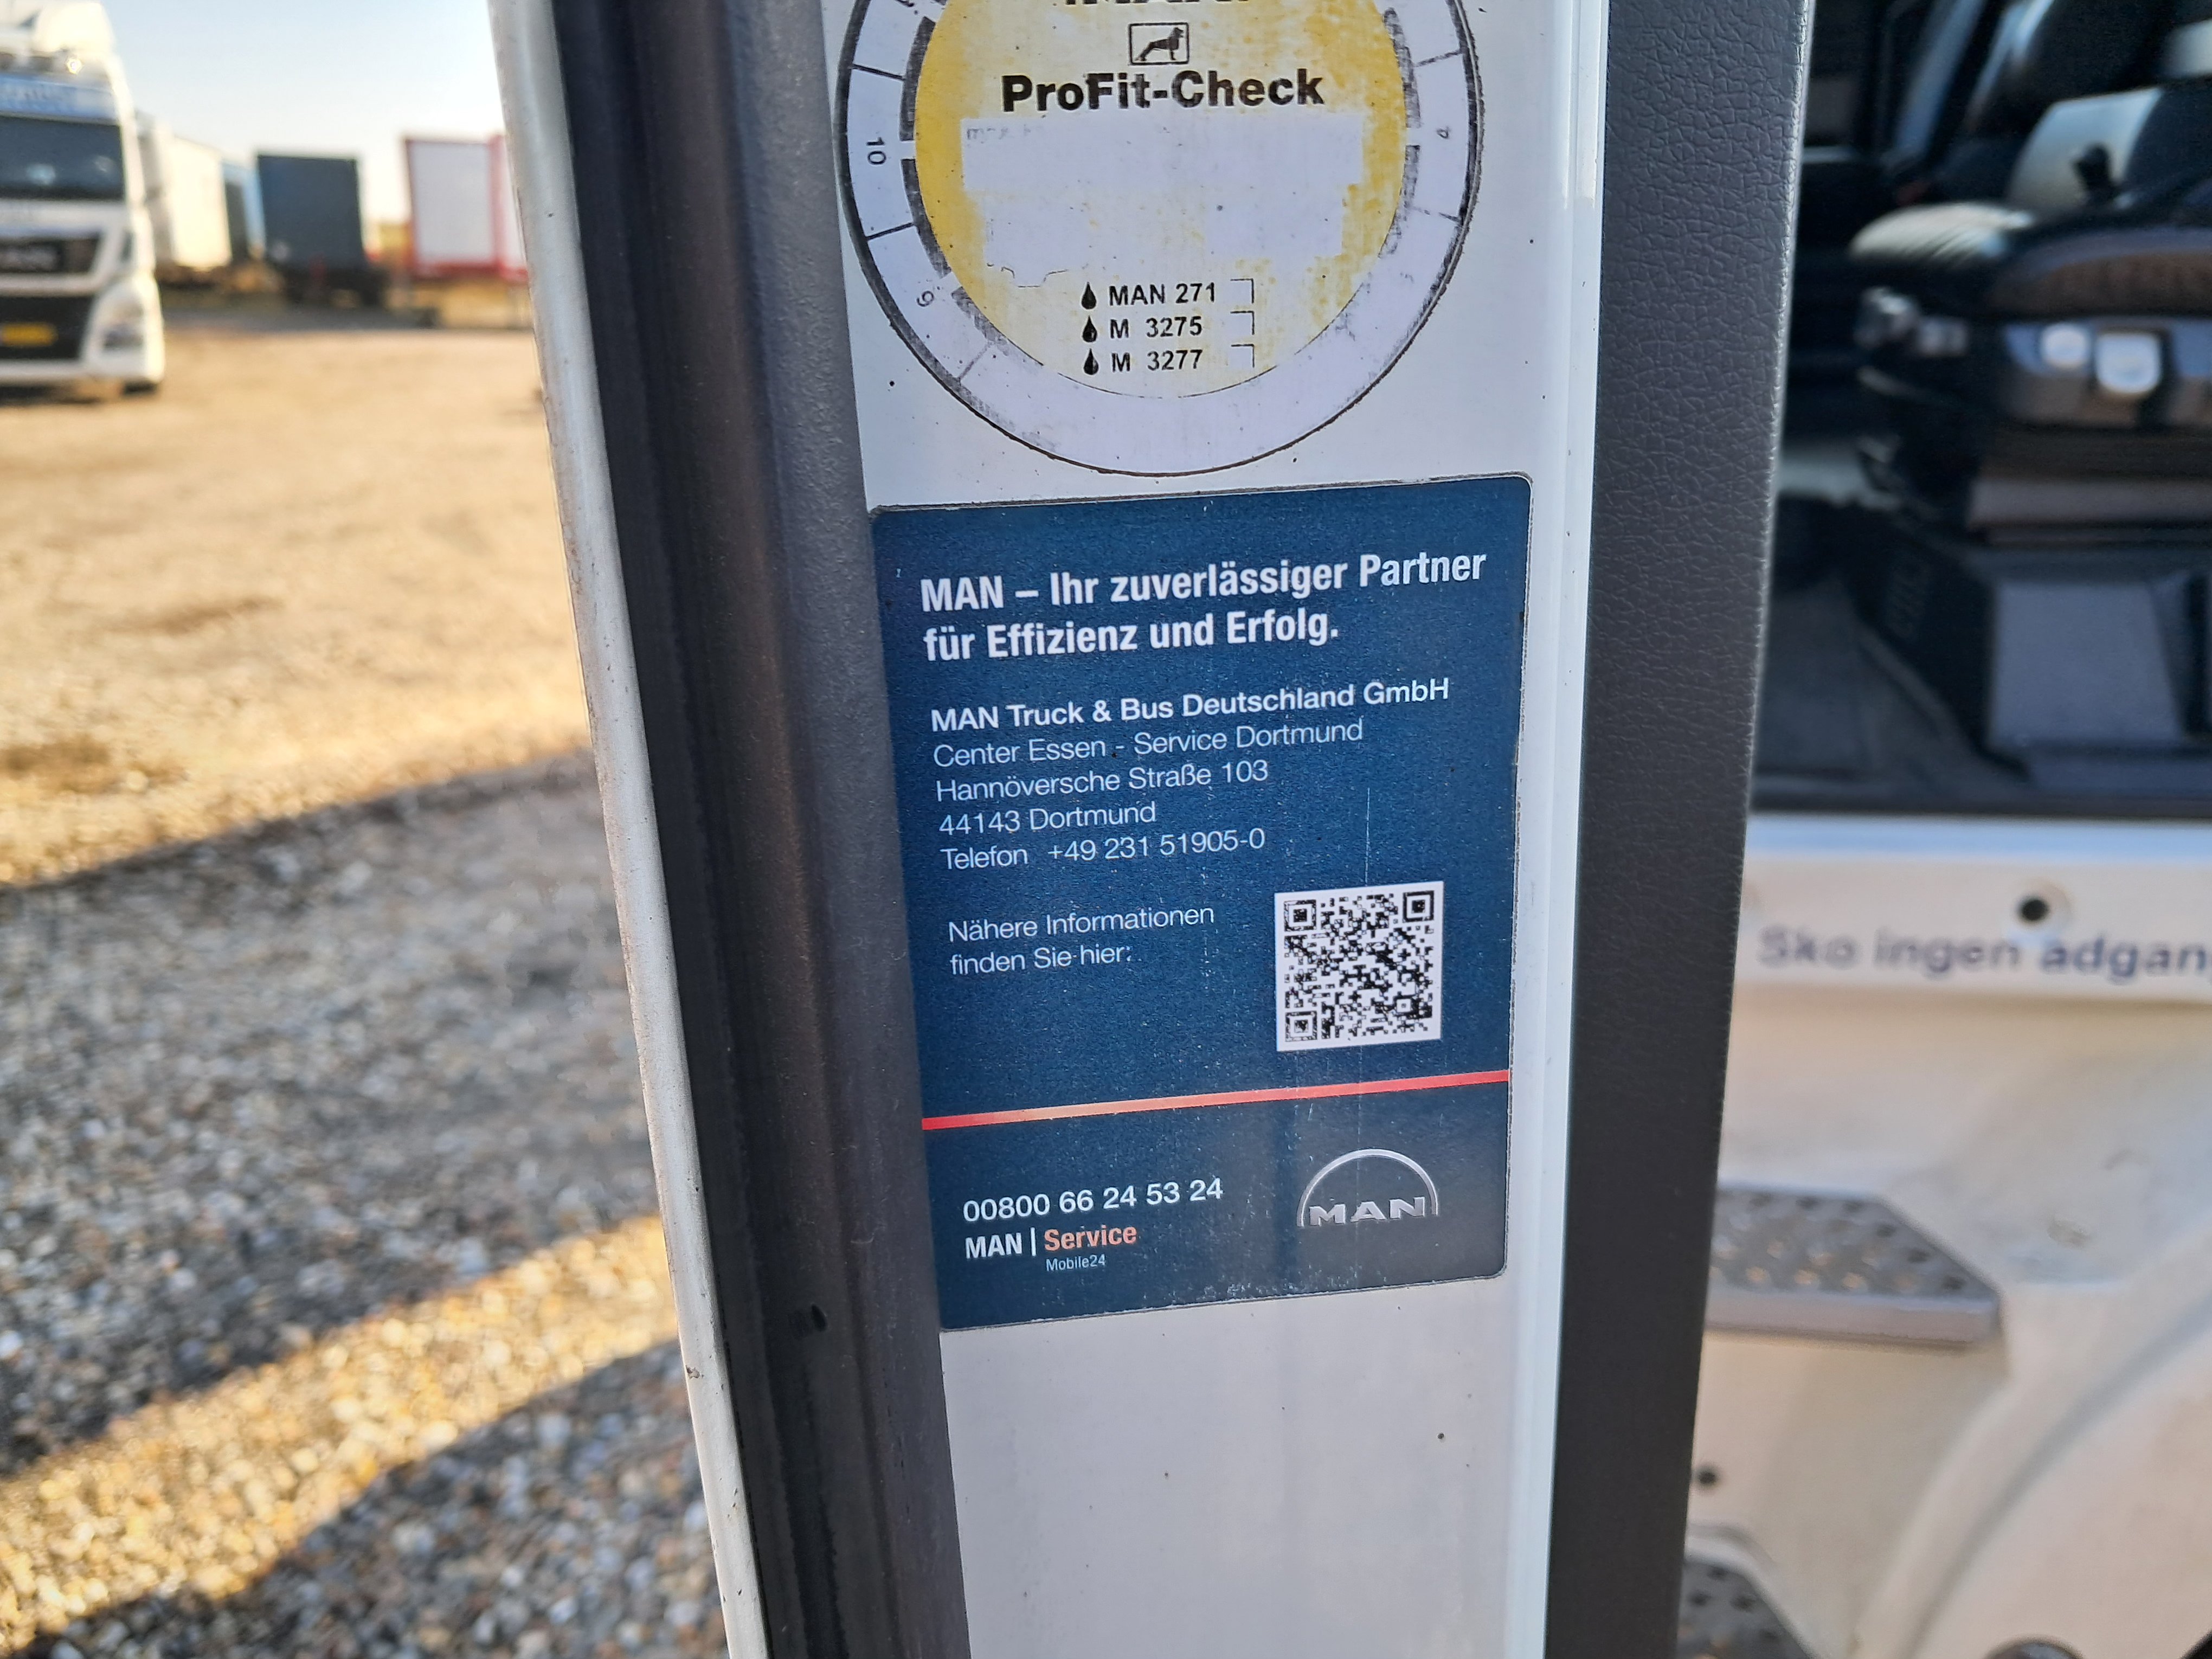 ProFit-Check
10
9
4
MAN 271
M 3275
M 3277
MAN – Ihr zuverlässiger Partner
für Effizienz und Erfolg.
MAN Truck & Bus Deutschland GmbH
Center Essen - Service Dortmund
Hannöversche Straße 103
44143 Dortmund
Telefon +49 231 51905-0
Nähere Informationen
finden Sie hier:
00800 66 24 53 24
MAN | Service
Mobile24
MAN
Sko ingen adgan